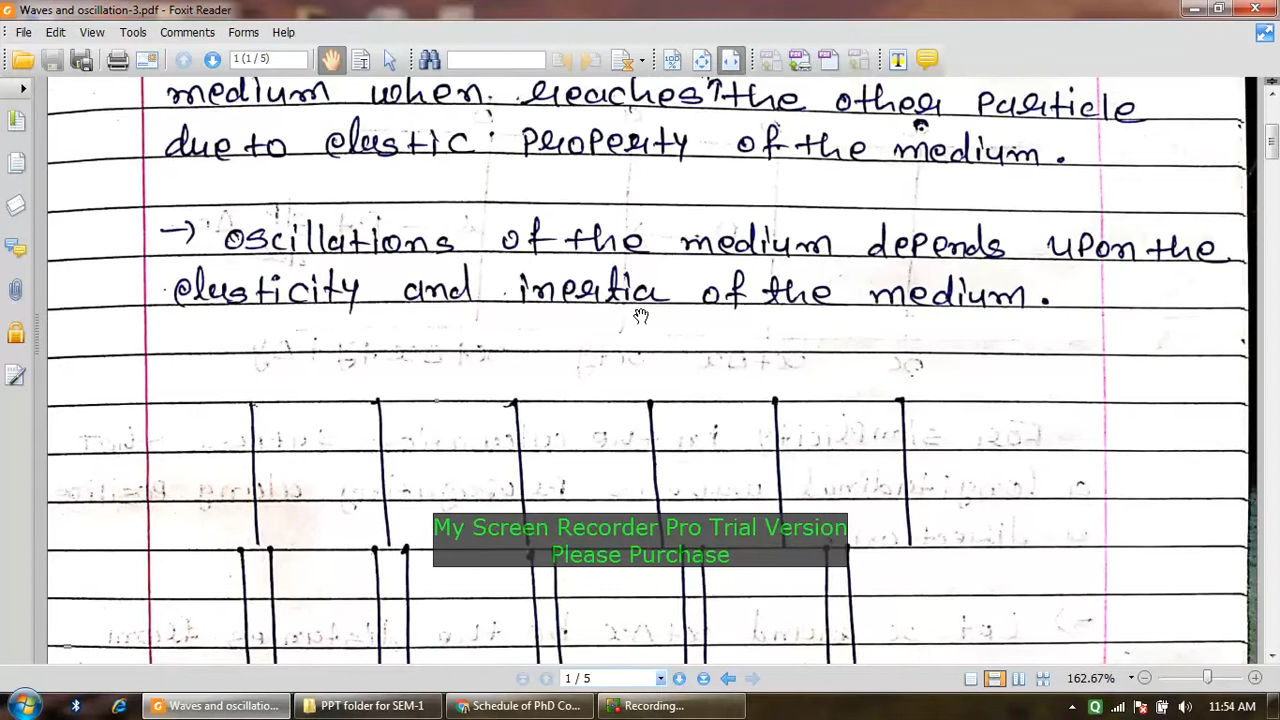 Waves and oscillation-3.pdf - Foxit Reader
File Edit View Tools Comments Forms Help
1 (1 / 5)
medium when reaches the other particle
due to elastic property of the medium.
→ oscillations of the medium depends upon the
elasticity and inertia of the medium.
My Screen Recorder Pro Trial Version
Please Purchase
1 / 5
162.67%
Waves and oscillatio...
PPT folder for SEM-1
Schedule of PhD Co...
Recording...
11:54 AM